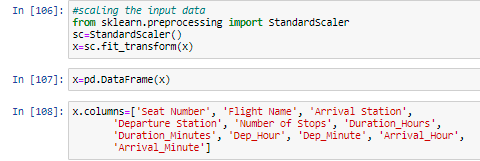 In [106]: #scaling the input data
from sklearn.preprocessing import StandardScaler
sc=StandardScaler()
x=sc.fit_transform(x)
In [107]: x=pd.DataFrame(x)
In [108]: x.columns=['Seat Number', 'Flight Name', 'Arrival Station',
'Departure Station', 'Number of Stops', 'Duration_Hours',
'Duration_Minutes', 'Dep_Hour', 'Dep_Minute', 'Arrival_Hour',
'Arrival_Minute']